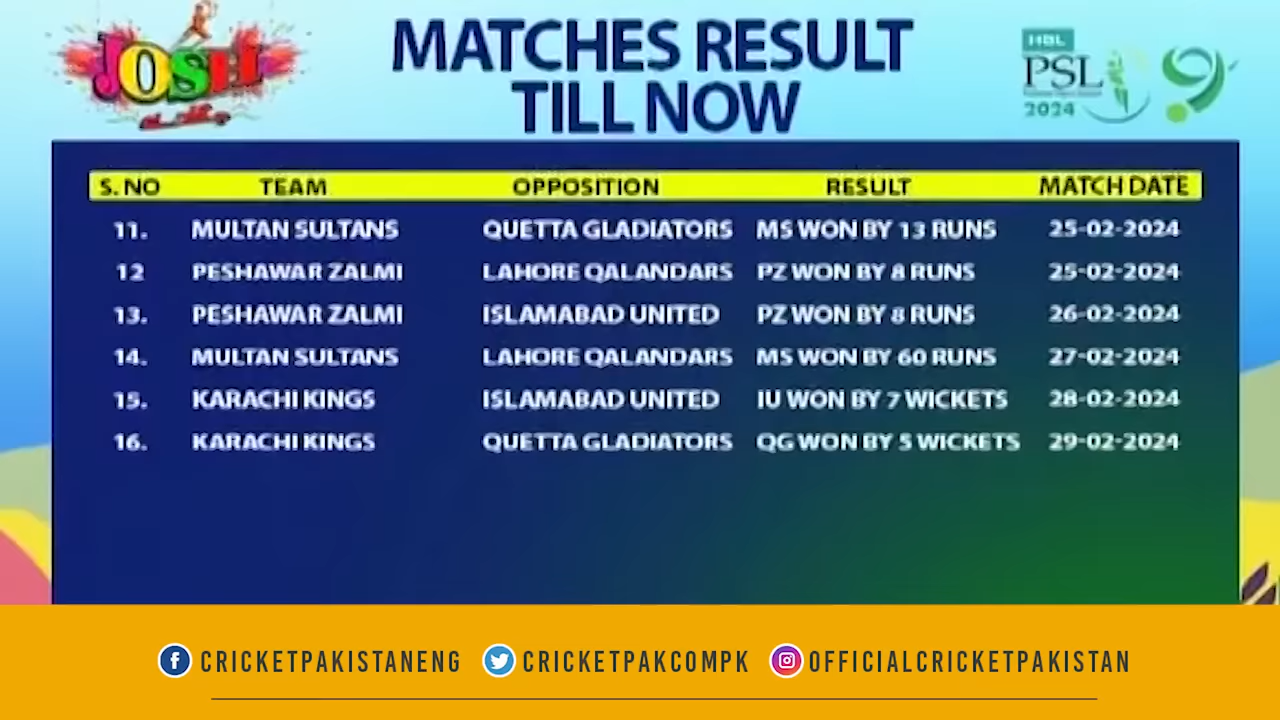 JOSH
MATCHES RESULT
TILL NOW
HBL
PSL
2024
9
S. NO TEAM OPPOSITION RESULT MATCH DATE
11. MULTAN SULTANS QUETTA GLADIATORS MS WON BY 13 RUNS 25-02-2024
12 PESHAWAR ZALMI LAHORE QALANDARS PZ WON BY 8 RUNS 25-02-2024
13. PESHAWAR ZALMI ISLAMABAD UNITED PZ WON BY 8 RUNS 26-02-2024
14. MULTAN SULTANS LAHORE QALANDARS MS WON BY 60 RUNS 27-02-2024
15. KARACHI KINGS ISLAMABAD UNITED IU WON BY 7 WICKETS 28-02-2024
16. KARACHI KINGS QUETTA GLADIATORS QG WON BY 5 WICKETS 29-02-2024
CRICKETPAKISTANENG CRICKETPAKCOMPK OFFICIALCRICKETPAKISTAN